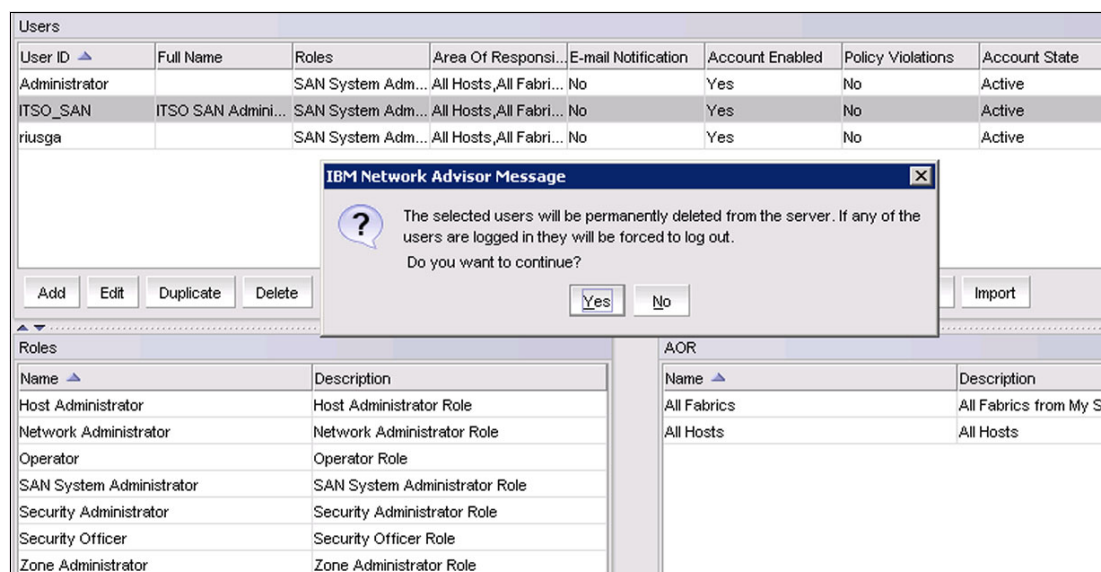 Users
User ID Full Name Roles Area Of Responsi... E-mail Notification Account Enabled Policy Violations Account State
Administrator SAN System Adm... All Hosts,All Fabri... No Yes No Active
ITSO_SAN ITSO SAN Admini... SAN System Adm... All Hosts,All Fabri... No Yes No Active
riusga SAN System Adm... All Hosts,All Fabri... No Yes No Active
IBM Network Advisor Message
The selected users will be permanently deleted from the server. If any of the
users are logged in they will be forced to log out.
Do you want to continue?
Yes No
Add Edit Duplicate Delete Import
Roles
Name Description
Host Administrator Host Administrator Role
Network Administrator Network Administrator Role
Operator Operator Role
SAN System Administrator SAN System Administrator Role
Security Administrator Security Administrator Role
Security Officer Security Officer Role
Zone Administrator Zone Administrator Role
AOR
Name Description
All Fabrics All Fabrics from My S
All Hosts All Hosts